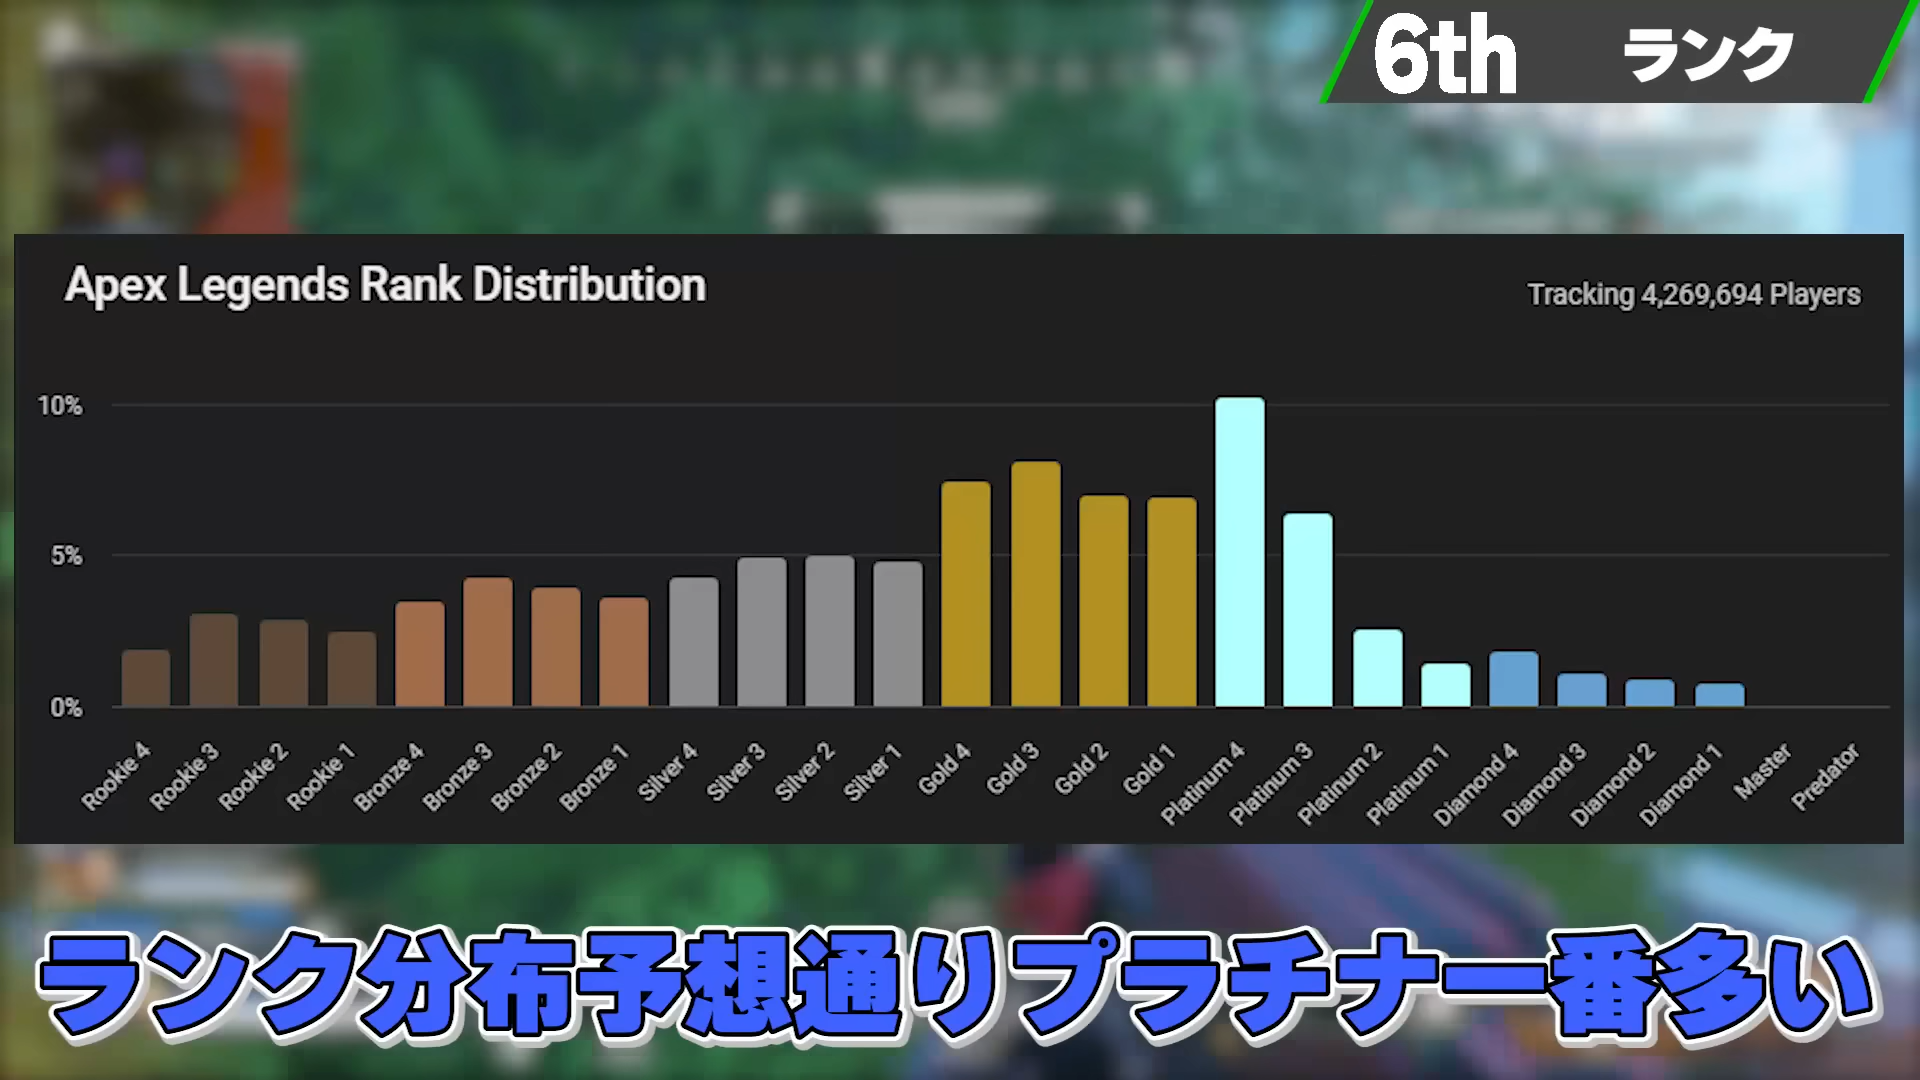 6th ランク
Apex Legends Rank Distribution
Tracking 4,269,694 Players
10%
5%
0%
Rookie 4
Rookie 3
Rookie 2
Rookie 1
Bronze 4
Bronze 3
Bronze 2
Bronze 1
Silver 4
Silver 3
Silver 2
Silver 1
Gold 4
Gold 3
Gold 2
Gold 1
Platinum 4
Platinum 3
Platinum 2
Platinum 1
Diamond 4
Diamond 3
Diamond 2
Diamond 1
Master
Predator
ランク分布予想通りプラチナ一番多い